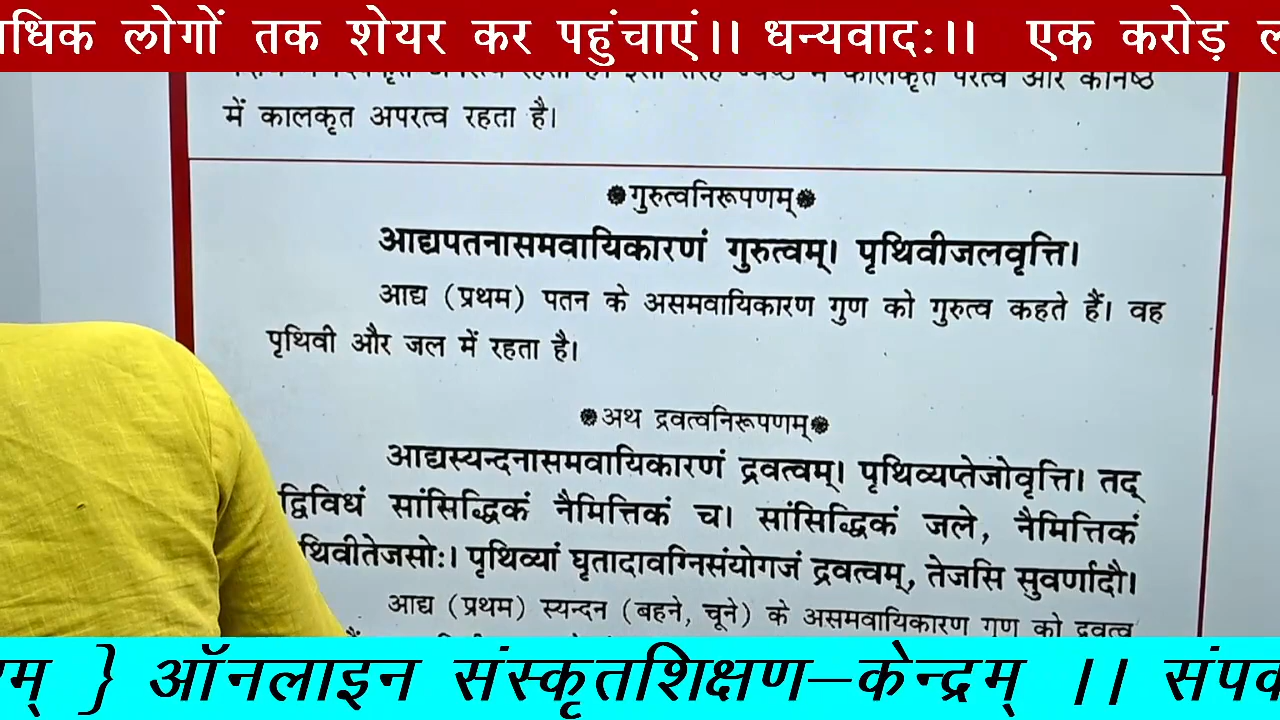 लोगों तक शेयर कर पहुंचाएं।। धन्यवादः।। एक करोड़
में कालकृत अपरत्व रहता है।
गुरुत्वनिरूपणम्
आद्यपतनासमवायिकारणं गुरुत्वम्। पृथिवीजलवृत्ति।
आद्य (प्रथम) पतन के असमवायिकारण गुण को गुरुत्व कहते हैं। वह
पृथिवी और जल में रहता है।
अथ द्रवत्वनिरूपणम्
आद्यस्यन्दनासमवायिकारणं द्रवत्वम्। पृथिव्यप्तेजोवृत्ति। तद्
द्विविधं सांसिद्धिकं नैमित्तिकं च। सांसिद्धिकं जले, नैमित्तिकं
थिवीतेजसोः। पृथिव्यां घृतादावग्निसंयोगजं द्रवत्वम्, तेजसि सुवर्णादौ।
आद्य (प्रथम) स्यन्दन (बहने, चूने) के असमवायिकारण गुण को द्रवत्व
} ऑनलाइन संस्कृतशिक्षण–केन्द्रम् ।।